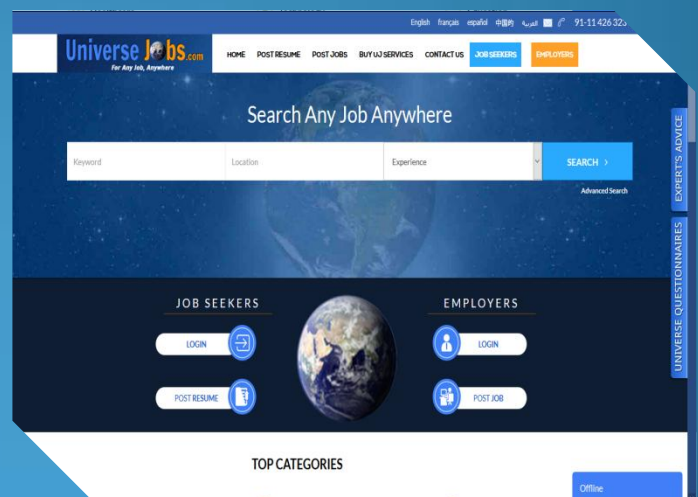 English français español 中国的 العربية 91-11 426 323
Universe Jobs.com
For Any Job, Anywhere
HOME POST RESUME POST JOBS BUY UJ SERVICES CONTACT US JOB SEEKERS EMPLOYERS
Search Any Job Anywhere
Keyword Location Experience SEARCH >
Advanced Search
EXPERT'S ADVICE
UNIVERSE QUESTIONNAIRES
JOB SEEKERS EMPLOYERS
LOGIN LOGIN
POST RESUME POST JOB
TOP CATEGORIES
Offline